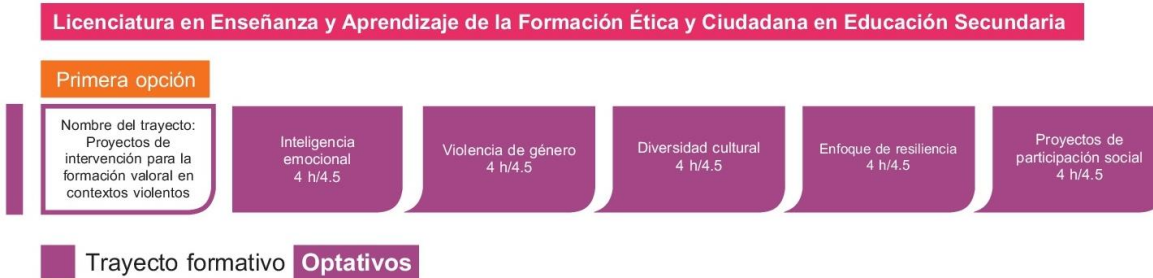 Licenciatura en Enseñanza y Aprendizaje de la Formación Ética y Ciudadana en Educación Secundaria
Primera opción
Nombre del trayecto:
Proyectos de
intervención para la
formación valoral en
contextos violentos
Inteligencia
emocional
4 h/4.5
Violencia de género
4 h/4.5
Diversidad cultural
4 h/4.5
Enfoque de resiliencia
4 h/4.5
Proyectos de
participación social
4 h/4.5
Trayecto formativo Optativos